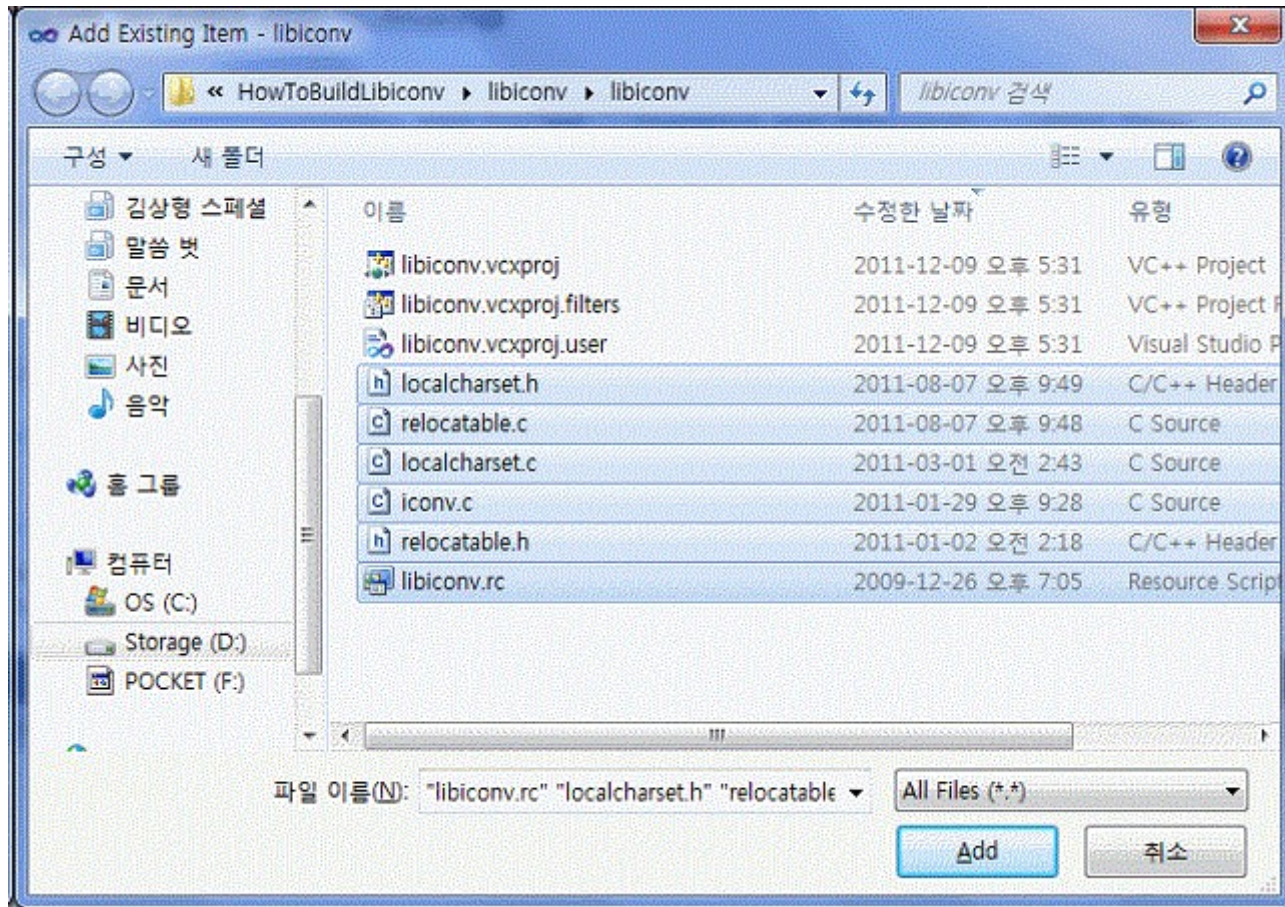 Add Existing Item - libiconv
« HowToBuildLibiconv ▸ libiconv ▸ libiconv
libiconv 검색
구성 새 폴더
김상형 스페셜
말씀 벗
문서
비디오
사진
음악
홈 그룹
컴퓨터
OS (C:)
Storage (D:)
POCKET (F:)
이름 수정한 날짜 유형
libiconv.vcxproj 2011-12-09 오후 5:31 VC++ Project
libiconv.vcxproj.filters 2011-12-09 오후 5:31 VC++ Project
libiconv.vcxproj.user 2011-12-09 오후 5:31 Visual Studio P
localcharset.h 2011-08-07 오후 9:49 C/C++ Header
relocatable.c 2011-08-07 오후 9:48 C Source
localcharset.c 2011-03-01 오전 2:43 C Source
iconv.c 2011-01-29 오후 9:28 C Source
relocatable.h 2011-01-02 오전 2:18 C/C++ Header
libiconv.rc 2009-12-26 오후 7:05 Resource Script
파일 이름(N): "libiconv.rc" "localcharset.h" "relocatable
All Files (*.*)
Add 취소